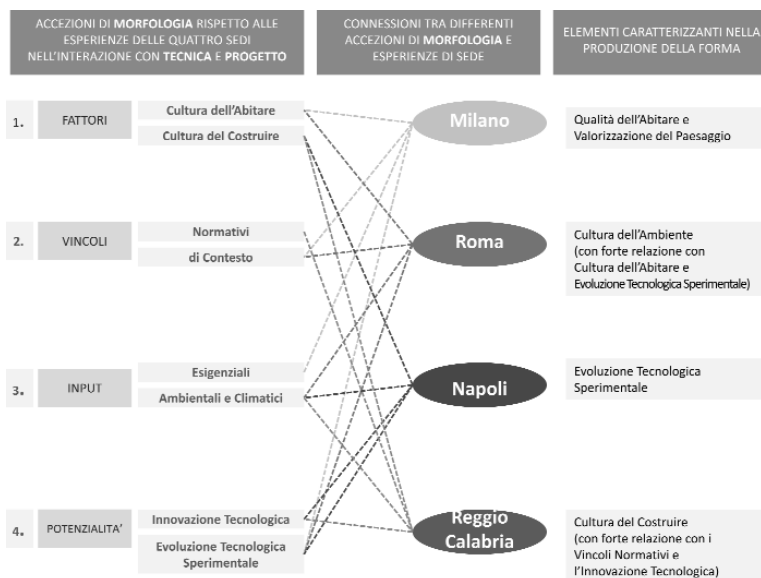 ACCEZIONI DI MORFOLOGIA RISPETTO ALLE
ESPERIENZE DELLE QUATTRO SEDI
NELL'INTERAZIONE CON TECNICA E PROGETTO
CONNESSIONI TRA DIFFERENTI
ACCEZIONI DI MORFOLOGIA E
ESPERIENZE DI SEDE
ELEMENTI CARATTERIZZANTI NELLA
PRODUZIONE DELLA FORMA
1.
FATTORI
Cultura dell'Abitare
Cultura del Costruire
Milano
Qualità dell'Abitare e
Valorizzazione del Paesaggio
2.
VINCOLI
Normativi
di Contesto
Roma
Cultura dell'Ambiente
(con forte relazione con
Cultura dell'Abitare e
Evoluzione Tecnologica Sperimentale)
3.
INPUT
Esigenziali
Ambientali e Climatici
Napoli
Evoluzione Tecnologica
Sperimentale
4.
POTENZIALITA'
Innovazione Tecnologica
Evoluzione Tecnologica
Sperimentale
Reggio
Calabria
Cultura del Costruire
(con forte relazione con i
Vincoli Normativi e
l'Innovazione Tecnologica)